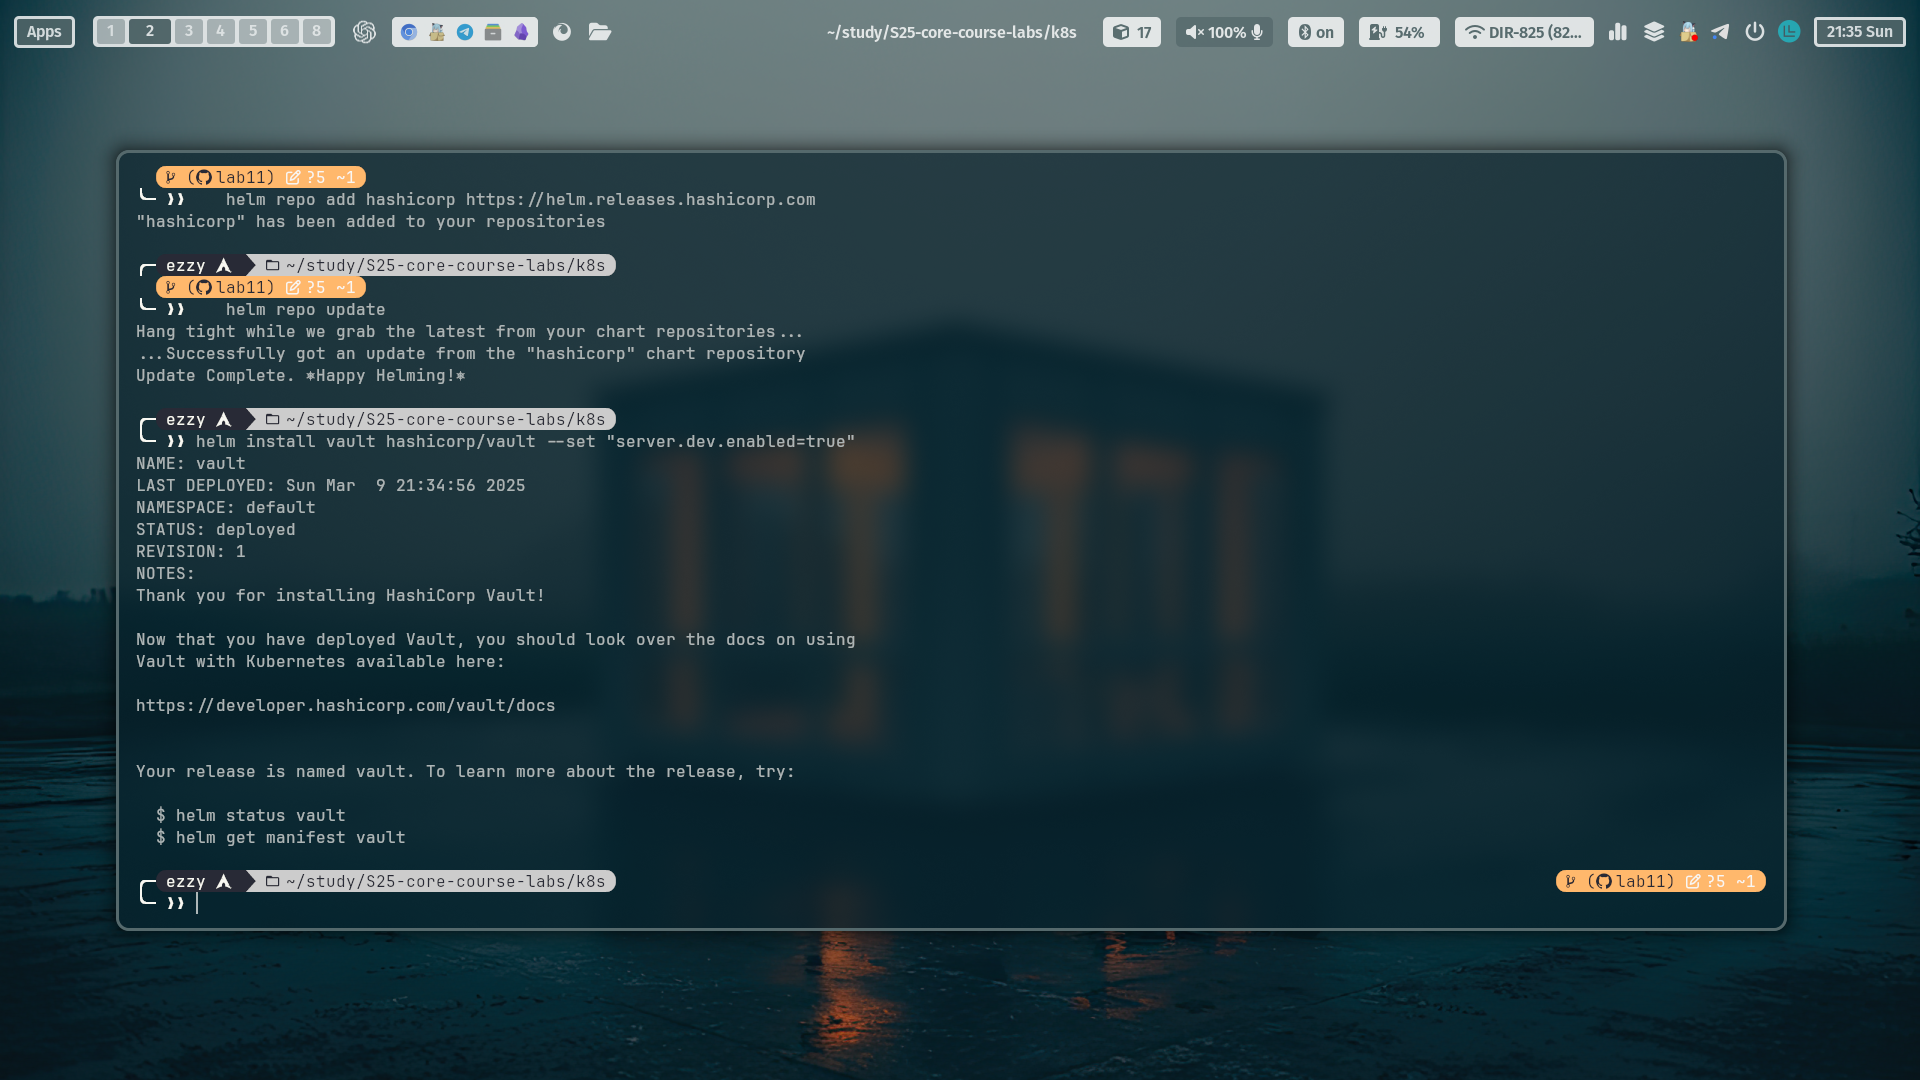 Apps 1 2 3 4 5 6 8 ~/study/S25-core-course-labs/k8s 17 100% on 54% DIR-825 (82... 21:35 Sun
(lab11) ?5 ~1
helm repo add hashicorp https://helm.releases.hashicorp.com
"hashicorp" has been added to your repositories
ezzy ~/study/S25-core-course-labs/k8s
(lab11) ?5 ~1
helm repo update
Hang tight while we grab the latest from your chart repositories...
...Successfully got an update from the "hashicorp" chart repository
Update Complete. *Happy Helming!*
ezzy ~/study/S25-core-course-labs/k8s
helm install vault hashicorp/vault --set "server.dev.enabled=true"
NAME: vault
LAST DEPLOYED: Sun Mar  9 21:34:56 2025
NAMESPACE: default
STATUS: deployed
REVISION: 1
NOTES:
Thank you for installing HashiCorp Vault!
Now that you have deployed Vault, you should look over the docs on using
Vault with Kubernetes available here:
https://developer.hashicorp.com/vault/docs
Your release is named vault. To learn more about the release, try:
$ helm status vault
$ helm get manifest vault
ezzy ~/study/S25-core-course-labs/k8s (lab11) ?5 ~1